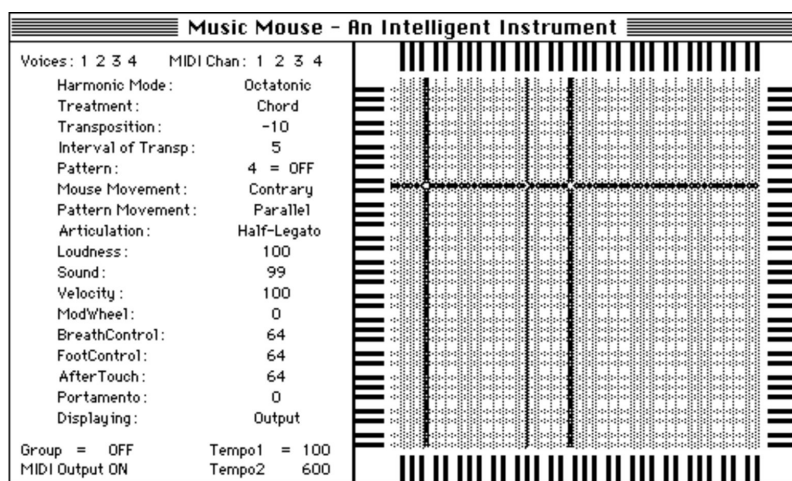 Music Mouse - An Intelligent Instrument
Voices: 1 2 3 4 MIDI Chan: 1 2 3 4
Harmonic Mode: Octatonic
Treatment: Chord
Transposition: -10
Interval of Transp: 5
Pattern: 4 = OFF
Mouse Movement: Contrary
Pattern Movement: Parallel
Articulation: Half-Legato
Loudness: 100
Sound: 99
Velocity: 100
ModWheel: 0
BreathControl: 64
FootControl: 64
AfterTouch: 64
Portamento: 0
Displaying: Output
Group = OFF Tempo1 = 100
MIDI Output ON Tempo2 600